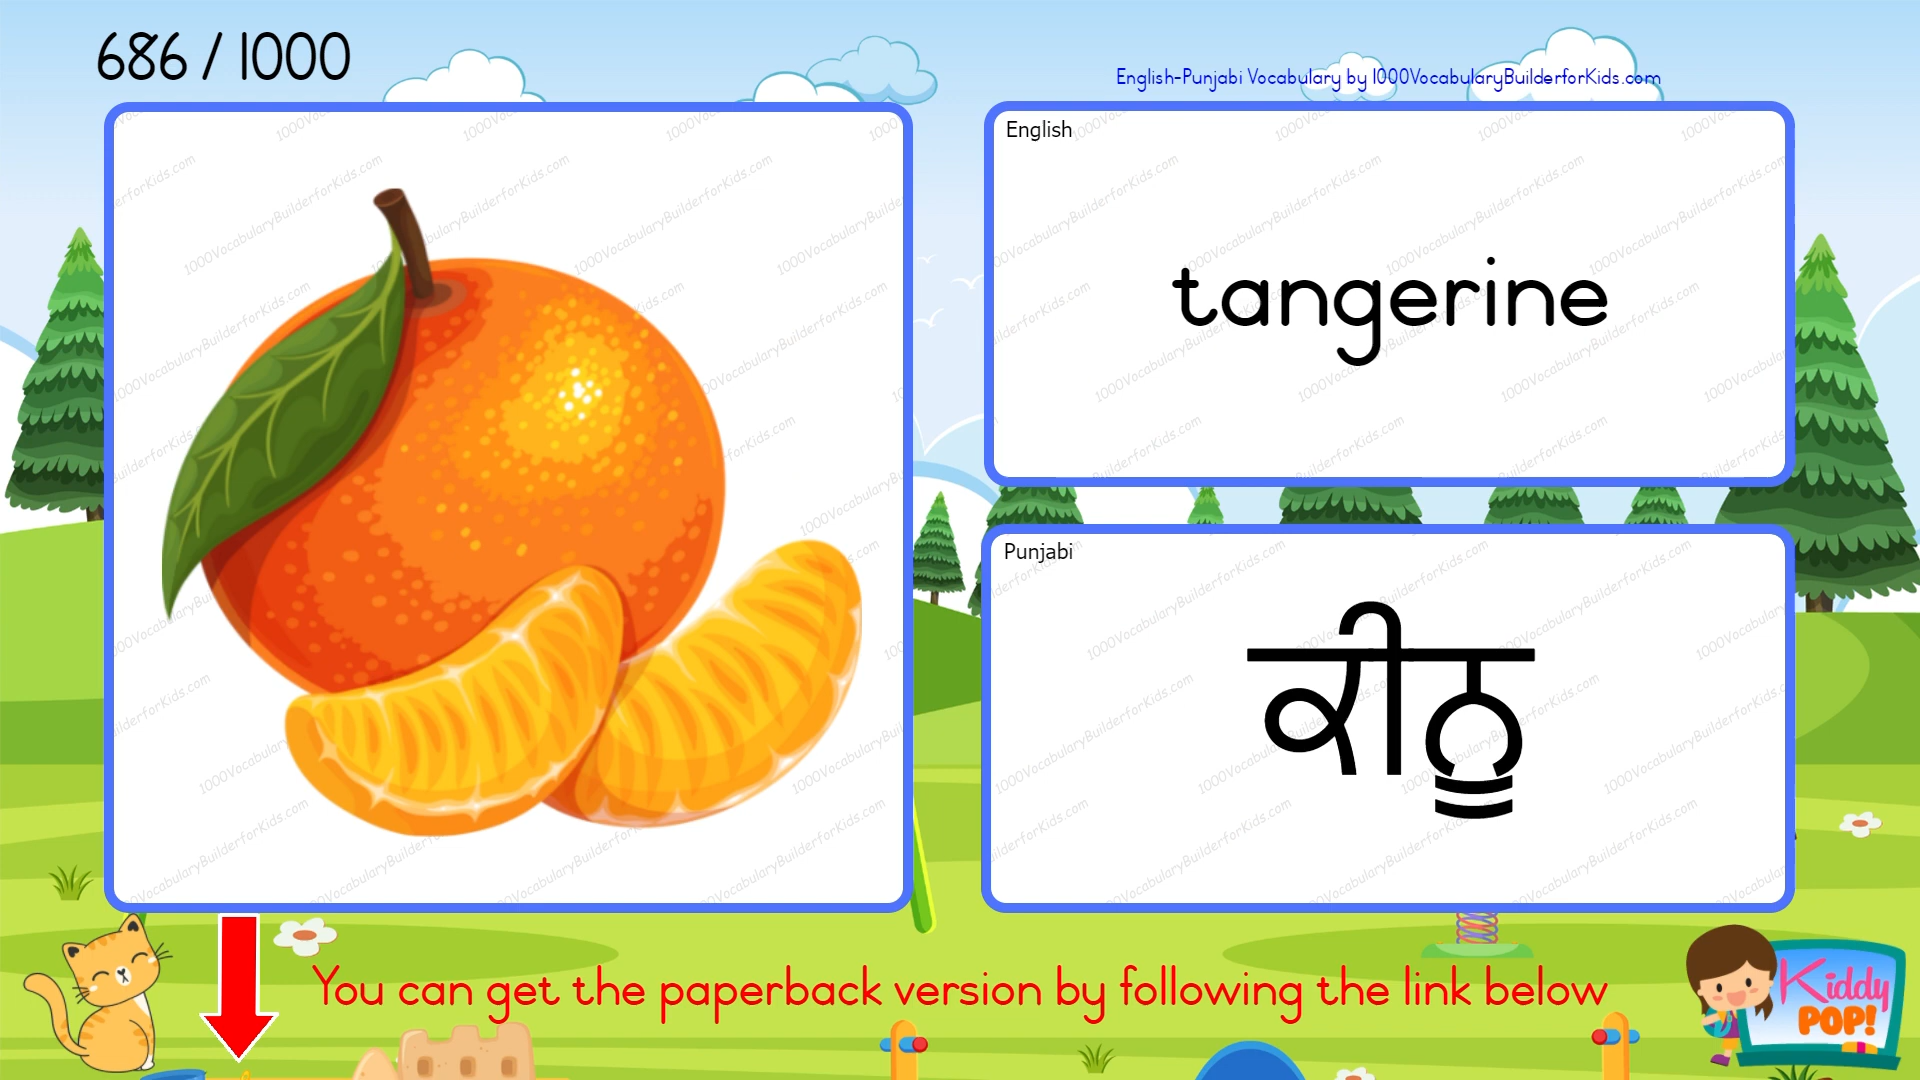 686 / 1000
English-Punjabi Vocabulary by 1000VocabularyBuilderforKids.com
English
tangerine
Punjabi
ਕੀਨੂ
You can get the paperback version by following the link below
Kiddy
POP!